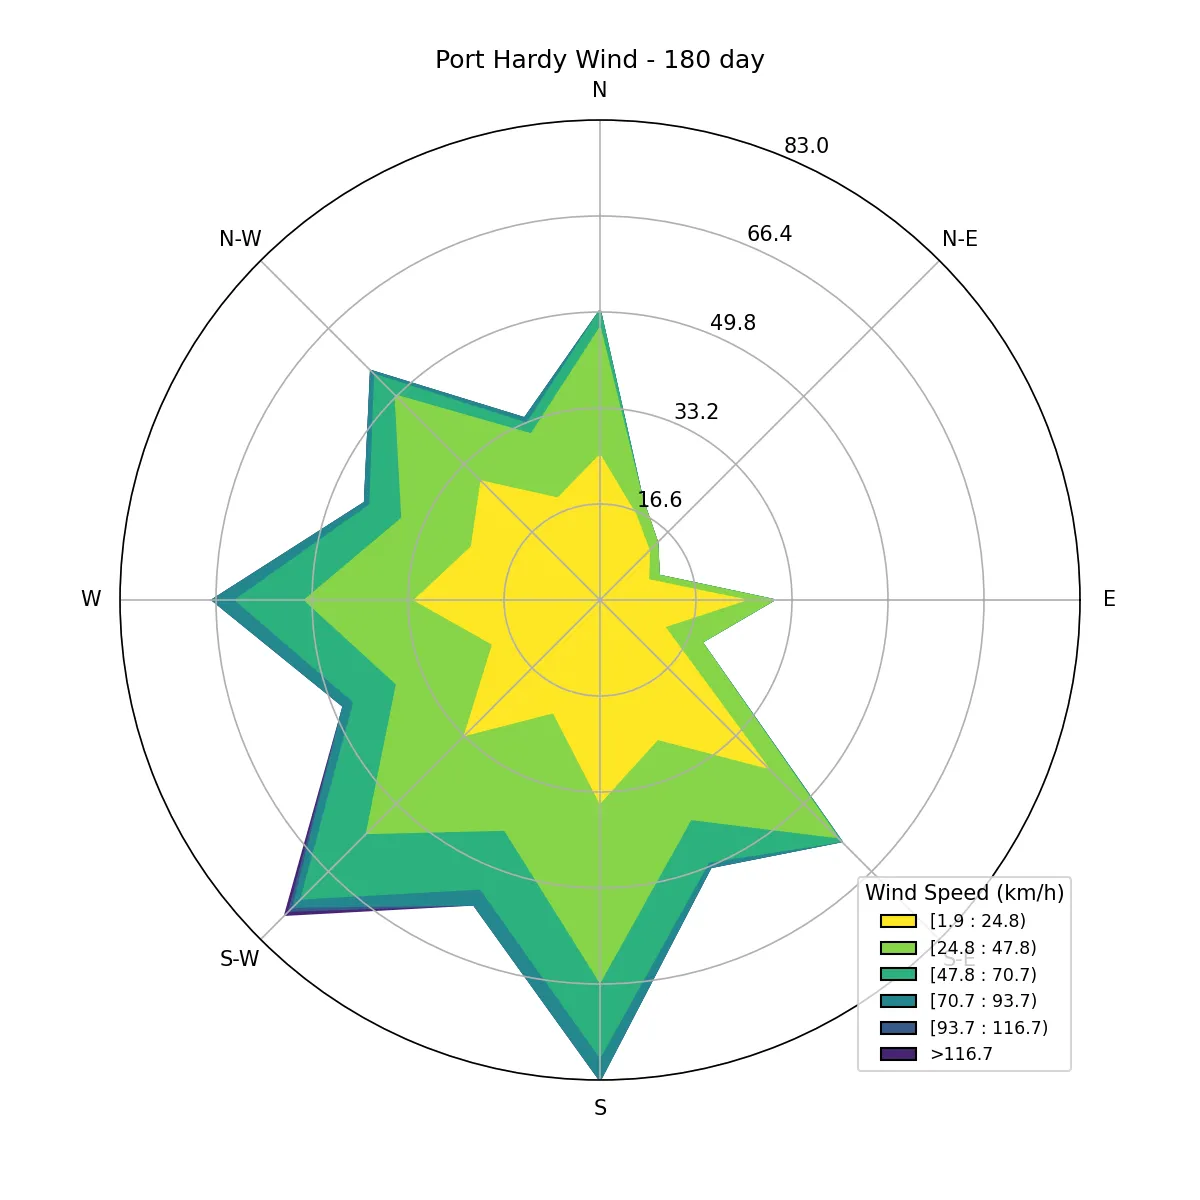 Port Hardy Wind - 180 day
N
83.0
N-W
N-E
66.4
49.8
33.2
16.6
W
E
S-W
S-E
S
Wind Speed (km/h)
[1.9 : 24.8)
[24.8 : 47.8)
[47.8 : 70.7)
[70.7 : 93.7)
[93.7 : 116.7)
>116.7